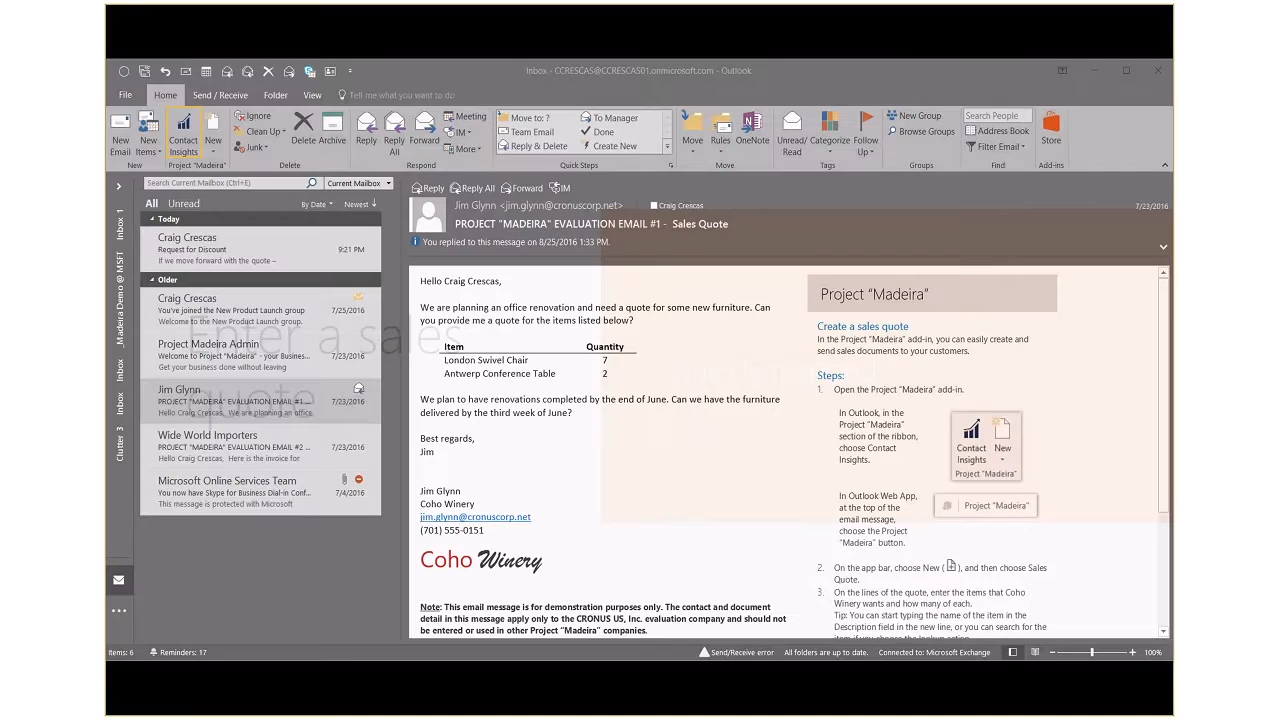 Inbox - CCRESCAS@CCRESCAS01.onmicrosoft.com - Outlook
File Home Send / Receive Folder View Tell me what you want to do
New Email
New Items
Contact Insights
New
Ignore
Clean Up
Junk
Delete
Archive
Reply
Reply All
Forward
Meeting
IM
More
Move to: ?
Team Email
Reply & Delete
To Manager
Done
Create New
Move
Rules
OneNote
Unread/ Read
Categorize
Follow Up
New Group
Browse Groups
Search People
Address Book
Filter Email
Store
New Project "Madeira" Delete Respond Quick Steps Move Tags Groups Find Add-ins
Search Current Mailbox (Ctrl+E) Current Mailbox
All Unread By Date Newest
Today
Craig Crescas
Request for Discount 9:21 PM
If we move forward with the quote –
Older
Craig Crescas
You've joined the New Product Launch group 7/25/2016
Welcome to the New Product Launch group.
Project Madeira Admin
Welcome to Project "Madeira" - your Busines... 7/23/2016
Get your business done without leaving
Jim Glynn
PROJECT "MADEIRA" EVALUATION EMAIL #1 ... 7/23/2016
Hello Craig Crescas, We are planning an office
Wide World Importers
PROJECT "MADEIRA" EVALUATION EMAIL #2 ... 7/23/2016
Hello Craig Crescas, Here is the invoice for
Microsoft Online Services Team
You now have Skype for Business Dial-in Conf... 7/4/2016
This message is protected with Microsoft
Enter a sales
quote
Inbox 1
_Madeira Demo @ MSFT
Inbox
Inbox
Clutter 3
Reply Reply All Forward IM
Jim Glynn <jim.glynn@cronuscorp.net> Craig Crescas 7/23/2016
PROJECT "MADEIRA" EVALUATION EMAIL #1 - Sales Quote
You replied to this message on 8/25/2016 1:33 PM.
Hello Craig Crescas,
We are planning an office renovation and need a quote for some new furniture. Can
you provide me a quote for the items listed below?
Item Quantity
London Swivel Chair 7
Antwerp Conference Table 2
We plan to have renovations completed by the end of June. Can we have the furniture
delivered by the third week of June?
Best regards,
Jim
Jim Glynn
Coho Winery
jim.glynn@cronuscorp.net
(701) 555-0151
Coho Winery
Note: This email message is for demonstration purposes only. The contact and document
detail in this message apply only to the CRONUS US, Inc. evaluation company and should not
be entered or used in other Project "Madeira" companies.
Project "Madeira"
Create a sales quote
In the Project "Madeira" add-in, you can easily create and
send sales documents to your customers.
Steps:
1. Open the Project "Madeira" add-in.
In Outlook, in the
Project "Madeira"
section of the ribbon,
choose Contact
Insights.
Contact Insights
New
Project "Madeira"
In Outlook Web App,
at the top of the
email message,
choose the Project
"Madeira" button.
Project "Madeira"
2. On the app bar, choose New ( ), and then choose Sales
Quote.
3. On the lines of the quote, enter the items that Coho
Winery wants and how many of each.
Tip: You can start typing the name of the item in the
Description field in the new line, or you can search for the
item if you choose the lookup action
Items: 6 Reminders: 17 Send/Receive error All folders are up to date. Connected to: Microsoft Exchange 100%